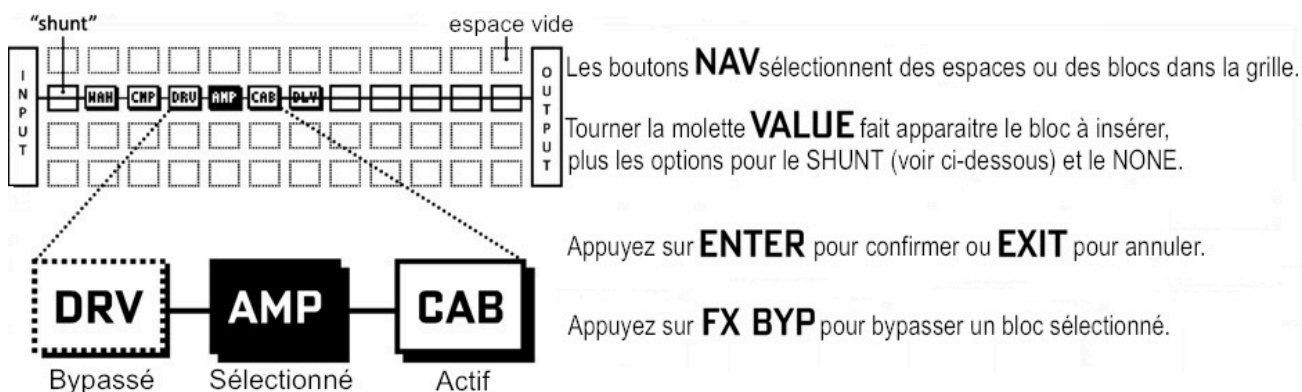 "shunt"
espace vide
INPUT
WAH CMP DRV AMP CAB DLY
OUTPUT
Les boutons NAV sélectionnent des espaces ou des blocs dans la grille.
Tourner la molette VALUE fait apparaitre le bloc à insérer,
plus les options pour le SHUNT (voir ci-dessous) et le NONE.
Appuyez sur ENTER pour confirmer ou EXIT pour annuler.
Appuyez sur FX BYP pour bypasser un bloc sélectionné.
DRV AMP CAB
Bypassé Sélectionné Actif